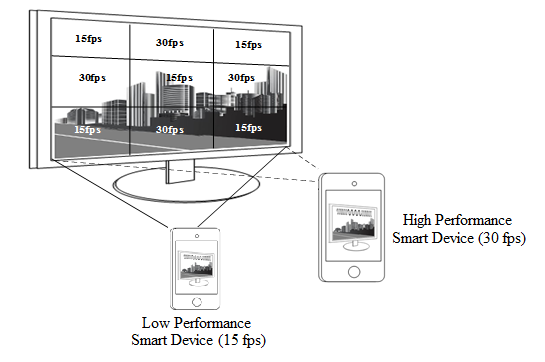 15fps 30fps 15fps
30fps 15fps 30fps
15fps 30fps 15fps
High Performance
Smart Device (30 fps)
Low Performance
Smart Device (15 fps)